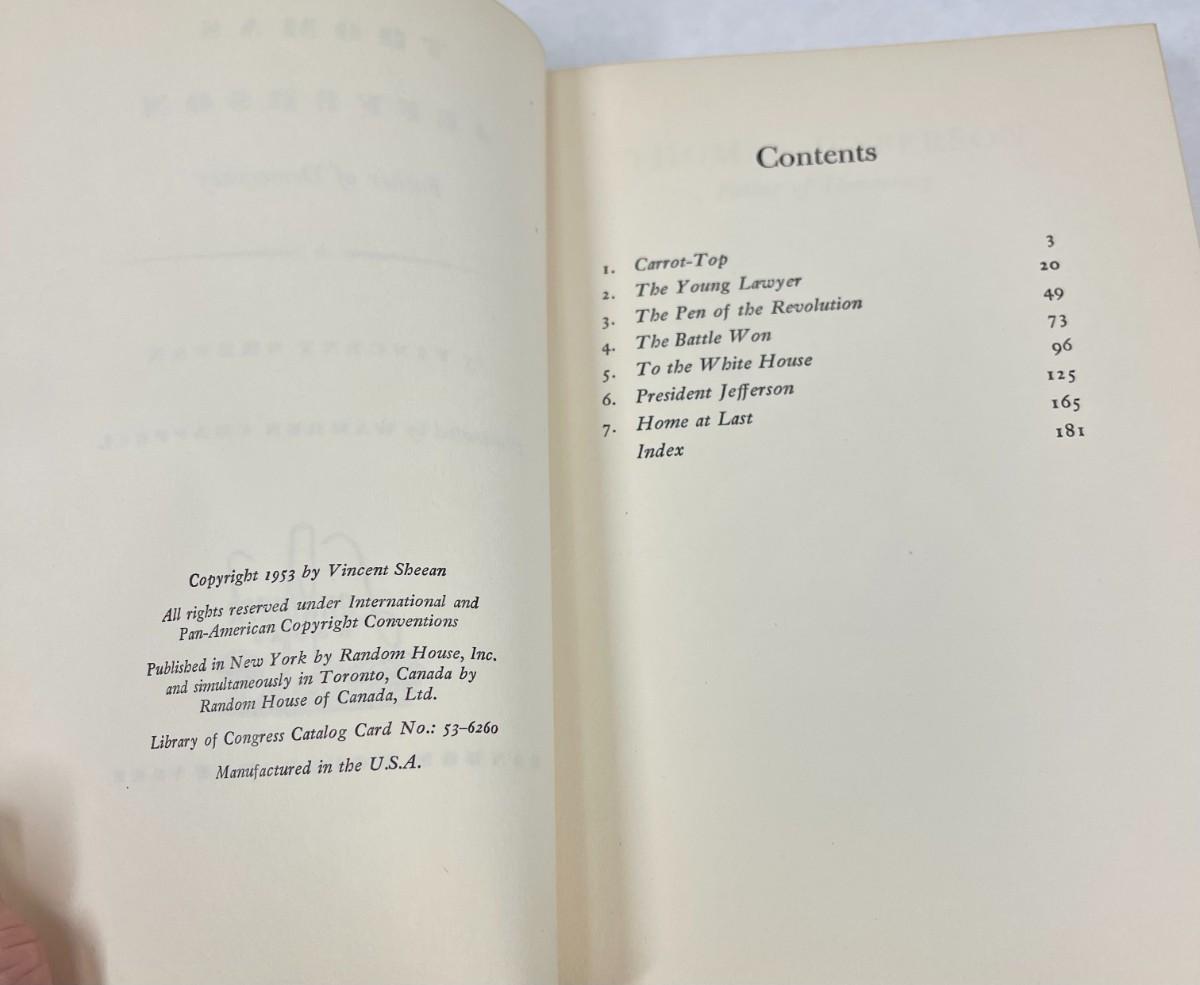 Copyright 1953 by Vincent Sheean
All rights reserved under International and
Pan-American Copyright Conventions
Published in New York by Random House, Inc.
and simultaneously in Toronto, Canada by
Random House of Canada, Ltd.
Library of Congress Catalog Card No.: 53–6260
Manufactured in the U.S.A.
Contents
1. Carrot-Top 3
2. The Young Lawyer 20
3. The Pen of the Revolution 49
4. The Battle Won 73
5. To the White House 96
6. President Jefferson 125
7. Home at Last 165
Index 181